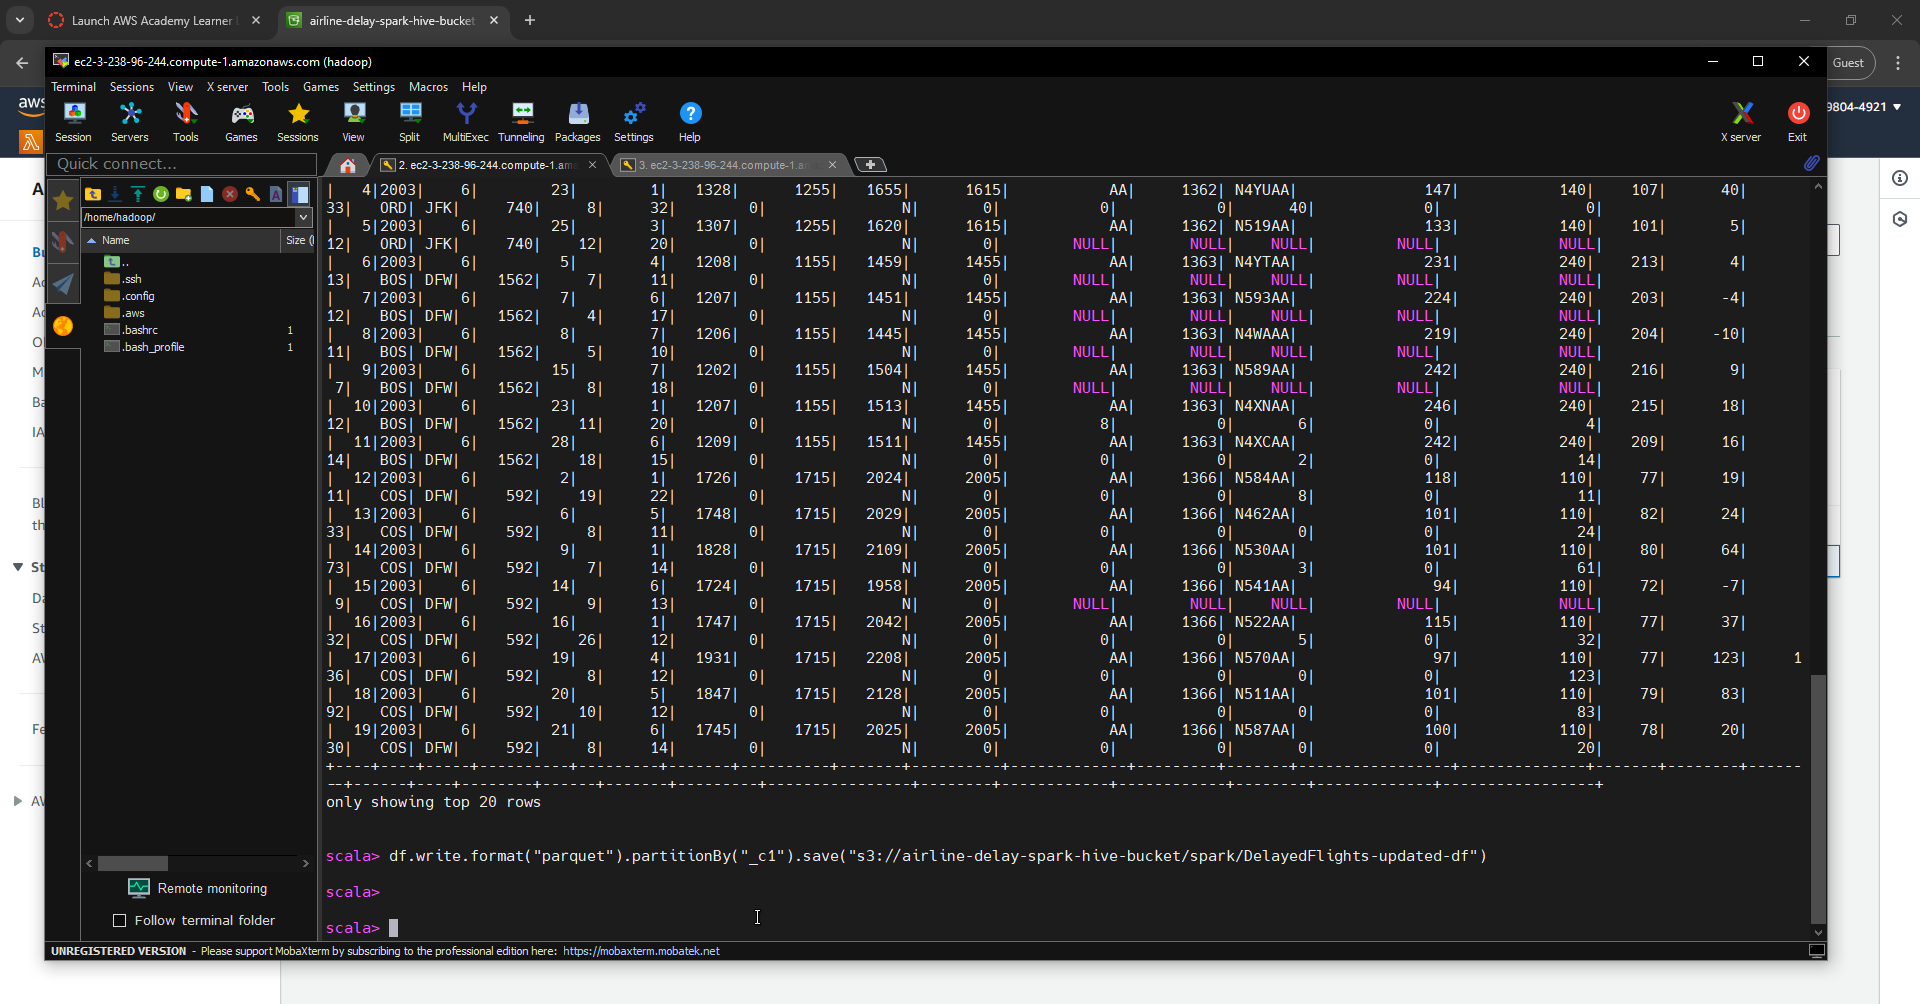 Launch AWS Academy Learner
airline-delay-spark-hive-bucket
Guest
aws
9804-4921
ec2-3-238-96-244.compute-1.amazonaws.com (hadoop)
Terminal Sessions View X server Tools Games Settings Macros Help
Session Servers Tools Games Sessions View Split MultiExec Tunneling Packages Settings Help X server Exit
Quick connect...
2. ec2-3-238-96-244.compute-1.am
3. ec2-3-238-96-244.compute-1.a
/home/hadoop/
Name Size (
..
.ssh
.config
.aws
.bashrc 1
.bash_profile 1
Remote monitoring
Follow terminal folder
| 4|2003| 6| 23| 1| 1328| 1255| 1655| 1615| AA| 1362| N4YUAA| 147| 140| 107| 40|
33| ORD| JFK| 740| 8| 32| 0| N| 0| 0| 0| 40| 0| 0|
| 5|2003| 6| 25| 3| 1307| 1255| 1620| 1615| AA| 1362| N519AA| 133| 140| 101| 5|
12| ORD| JFK| 740| 12| 20| 0| N| 0| NULL| NULL| NULL| NULL| NULL|
| 6|2003| 6| 5| 4| 1208| 1155| 1459| 1455| AA| 1363| N4YTAA| 231| 240| 213| 4|
13| BOS| DFW| 1562| 7| 11| 0| N| 0| NULL| NULL| NULL| NULL| NULL|
| 7|2003| 6| 7| 6| 1207| 1155| 1451| 1455| AA| 1363| N593AA| 224| 240| 203| -4|
12| BOS| DFW| 1562| 4| 17| 0| N| 0| NULL| NULL| NULL| NULL| NULL|
| 8|2003| 6| 8| 7| 1206| 1155| 1445| 1455| AA| 1363| N4WAAA| 219| 240| 204| -10|
11| BOS| DFW| 1562| 5| 10| 0| N| 0| NULL| NULL| NULL| NULL| NULL|
| 9|2003| 6| 15| 7| 1202| 1155| 1504| 1455| AA| 1363| N589AA| 242| 240| 216| 9|
7| BOS| DFW| 1562| 8| 18| 0| N| 0| NULL| NULL| NULL| NULL| NULL|
| 10|2003| 6| 23| 1| 1207| 1155| 1513| 1455| AA| 1363| N4XNAA| 246| 240| 215| 18|
12| BOS| DFW| 1562| 11| 20| 0| N| 0| 8| 0| 6| 0| 4|
| 11|2003| 6| 28| 6| 1209| 1155| 1511| 1455| AA| 1363| N4XCAA| 242| 240| 209| 16|
14| BOS| DFW| 1562| 18| 15| 0| N| 0| 0| 0| 2| 0| 14|
| 12|2003| 6| 2| 1| 1726| 1715| 2024| 2005| AA| 1366| N584AA| 118| 110| 77| 19|
11| COS| DFW| 592| 19| 22| 0| N| 0| 0| 0| 8| 0| 11|
| 13|2003| 6| 6| 5| 1748| 1715| 2029| 2005| AA| 1366| N462AA| 101| 110| 82| 24|
33| COS| DFW| 592| 8| 11| 0| N| 0| 0| 0| 0| 0| 24|
| 14|2003| 6| 9| 1| 1828| 1715| 2109| 2005| AA| 1366| N530AA| 101| 110| 80| 64|
73| COS| DFW| 592| 7| 14| 0| N| 0| 0| 0| 3| 0| 61|
| 15|2003| 6| 14| 6| 1724| 1715| 1958| 2005| AA| 1366| N541AA| 94| 110| 72| -7|
9| COS| DFW| 592| 9| 13| 0| N| 0| NULL| NULL| NULL| NULL| NULL|
| 16|2003| 6| 16| 1| 1747| 1715| 2042| 2005| AA| 1366| N522AA| 115| 110| 77| 37|
32| COS| DFW| 592| 26| 12| 0| N| 0| 0| 0| 5| 0| 32|
| 17|2003| 6| 19| 4| 1931| 1715| 2208| 2005| AA| 1366| N570AA| 97| 110| 77| 123| 1
36| COS| DFW| 592| 8| 12| 0| N| 0| 0| 0| 0| 0| 123|
| 18|2003| 6| 20| 5| 1847| 1715| 2128| 2005| AA| 1366| N511AA| 101| 110| 79| 83|
92| COS| DFW| 592| 10| 12| 0| N| 0| 0| 0| 0| 0| 83|
| 19|2003| 6| 21| 6| 1745| 1715| 2025| 2005| AA| 1366| N587AA| 100| 110| 78| 20|
30| COS| DFW| 592| 8| 14| 0| N| 0| 0| 0| 0| 0| 20|
only showing top 20 rows
scala> df.write.format("parquet").partitionBy("_c1").save("s3://airline-delay-spark-hive-bucket/spark/DelayedFlights-updated-df")
scala>
scala>
UNREGISTERED VERSION - Please support MobaXterm by subscribing to the professional edition here: https://mobaxterm.mobatek.net